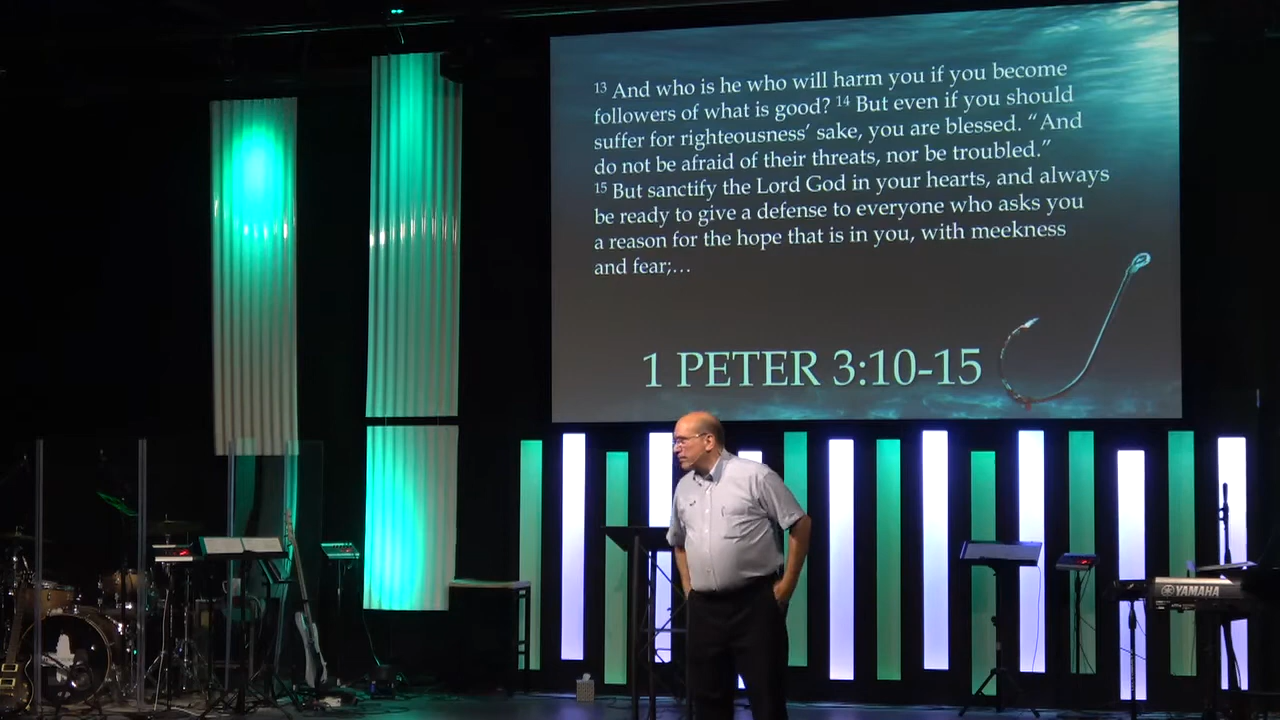 13 And who is he who will harm you if you become
followers of what is good? 14 But even if you should
suffer for righteousness’ sake, you are blessed. “And
do not be afraid of their threats, nor be troubled.”
15 But sanctify the Lord God in your hearts, and always
be ready to give a defense to everyone who asks you
a reason for the hope that is in you, with meekness
and fear;…
1 PETER 3:10-15
YAMAHA